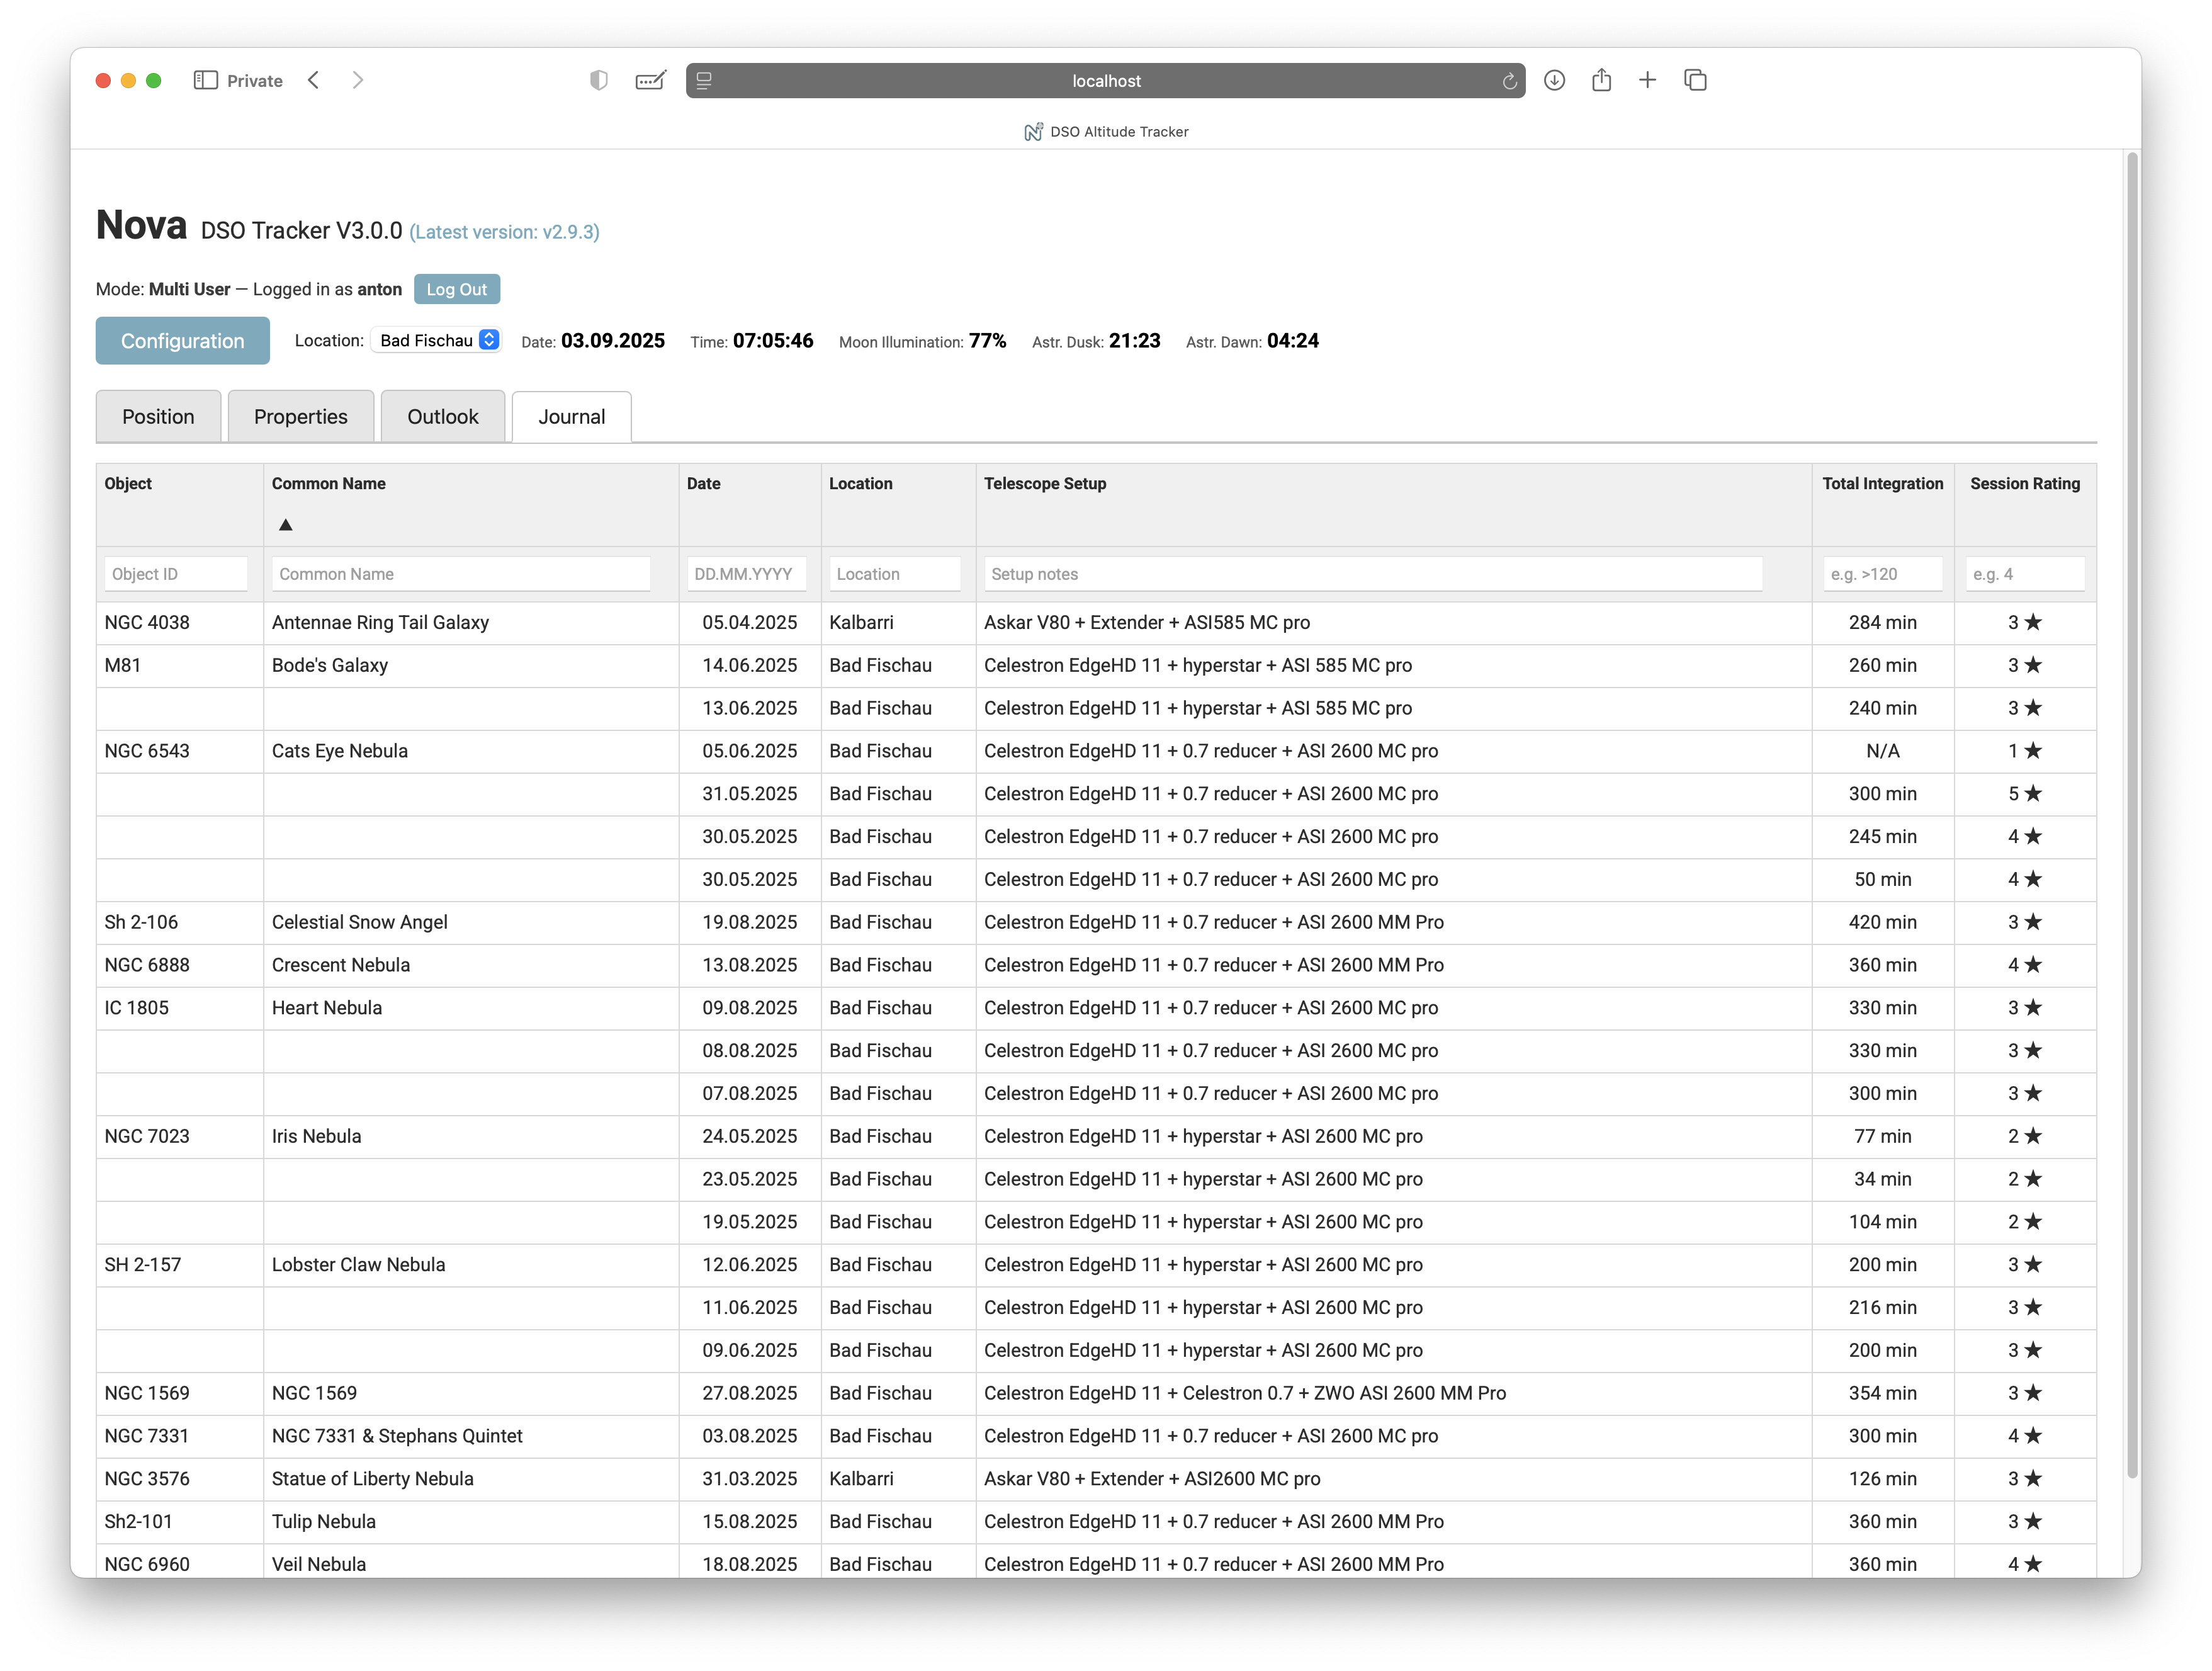 Private
localhost
DSO Altitude Tracker
Nova DSO Tracker V3.0.0 (Latest version: v2.9.3)
Mode: Multi User — Logged in as anton Log Out
Configuration Location: Bad Fischau Date: 03.09.2025 Time: 07:05:46 Moon Illumination: 77% Astr. Dusk: 21:23 Astr. Dawn: 04:24
Position Properties Outlook Journal
Object Common Name Date Location Telescope Setup Total Integration Session Rating
▲
Object ID Common Name DD.MM.YYYY Location Setup notes e.g. >120 e.g. 4
NGC 4038 Antennae Ring Tail Galaxy 05.04.2025 Kalbarri Askar V80 + Extender + ASI585 MC pro 284 min 3 ★
M81 Bode's Galaxy 14.06.2025 Bad Fischau Celestron EdgeHD 11 + hyperstar + ASI 585 MC pro 260 min 3 ★
13.06.2025 Bad Fischau Celestron EdgeHD 11 + hyperstar + ASI 585 MC pro 240 min 3 ★
NGC 6543 Cats Eye Nebula 05.06.2025 Bad Fischau Celestron EdgeHD 11 + 0.7 reducer + ASI 2600 MC pro N/A 1 ★
31.05.2025 Bad Fischau Celestron EdgeHD 11 + 0.7 reducer + ASI 2600 MC pro 300 min 5 ★
30.05.2025 Bad Fischau Celestron EdgeHD 11 + 0.7 reducer + ASI 2600 MC pro 245 min 4 ★
30.05.2025 Bad Fischau Celestron EdgeHD 11 + 0.7 reducer + ASI 2600 MC pro 50 min 4 ★
Sh 2-106 Celestial Snow Angel 19.08.2025 Bad Fischau Celestron EdgeHD 11 + 0.7 reducer + ASI 2600 MM Pro 420 min 3 ★
NGC 6888 Crescent Nebula 13.08.2025 Bad Fischau Celestron EdgeHD 11 + 0.7 reducer + ASI 2600 MM Pro 360 min 4 ★
IC 1805 Heart Nebula 09.08.2025 Bad Fischau Celestron EdgeHD 11 + 0.7 reducer + ASI 2600 MC pro 330 min 3 ★
08.08.2025 Bad Fischau Celestron EdgeHD 11 + 0.7 reducer + ASI 2600 MC pro 330 min 3 ★
07.08.2025 Bad Fischau Celestron EdgeHD 11 + 0.7 reducer + ASI 2600 MC pro 300 min 3 ★
NGC 7023 Iris Nebula 24.05.2025 Bad Fischau Celestron EdgeHD 11 + hyperstar + ASI 2600 MC pro 77 min 2 ★
23.05.2025 Bad Fischau Celestron EdgeHD 11 + hyperstar + ASI 2600 MC pro 34 min 2 ★
19.05.2025 Bad Fischau Celestron EdgeHD 11 + hyperstar + ASI 2600 MC pro 104 min 2 ★
SH 2-157 Lobster Claw Nebula 12.06.2025 Bad Fischau Celestron EdgeHD 11 + hyperstar + ASI 2600 MC pro 200 min 3 ★
11.06.2025 Bad Fischau Celestron EdgeHD 11 + hyperstar + ASI 2600 MC pro 216 min 3 ★
09.06.2025 Bad Fischau Celestron EdgeHD 11 + hyperstar + ASI 2600 MC pro 200 min 3 ★
NGC 1569 NGC 1569 27.08.2025 Bad Fischau Celestron EdgeHD 11 + Celestron 0.7 + ZWO ASI 2600 MM Pro 354 min 3 ★
NGC 7331 NGC 7331 & Stephans Quintet 03.08.2025 Bad Fischau Celestron EdgeHD 11 + 0.7 reducer + ASI 2600 MC pro 300 min 4 ★
NGC 3576 Statue of Liberty Nebula 31.03.2025 Kalbarri Askar V80 + Extender + ASI2600 MC pro 126 min 3 ★
Sh2-101 Tulip Nebula 15.08.2025 Bad Fischau Celestron EdgeHD 11 + 0.7 reducer + ASI 2600 MM Pro 360 min 3 ★
NGC 6960 Veil Nebula 18.08.2025 Bad Fischau Celestron EdgeHD 11 + 0.7 reducer + ASI 2600 MM Pro 360 min 4 ★